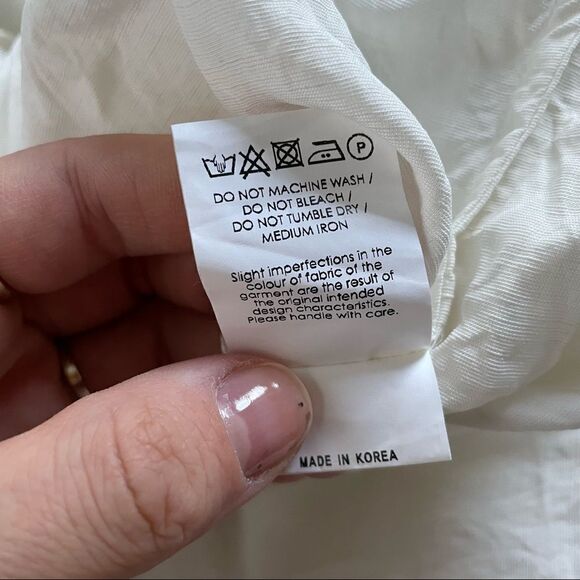 P
DO NOT MACHINE WASH /
DO NOT BLEACH /
DO NOT TUMBLE DRY /
MEDIUM IRON
Slight imperfections in the
colour of fabric of the
garment are the result of
the original intended
design characteristics.
Please handle with care.
MADE IN KOREA